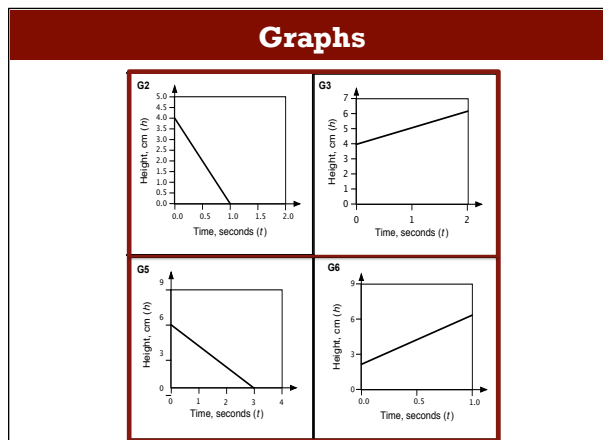 Graphs
G2
Height, cm (h)
5.0
4.5
4.0
3.5
3.0
2.5
2.0
1.5
1.0
0.5
0.0
0.0 0.5 1.0 1.5 2.0
Time, seconds (t)
G3
Height, cm (h)
7
6
5
4
3
2
1
0
0 1 2
Time, seconds (t)
G5
Height, cm (h)
9
6
3
0
0 1 2 3 4
Time, seconds (t)
G6
Height, cm (h)
9
6
3
0
0.0 0.5 1.0
Time, seconds (t)